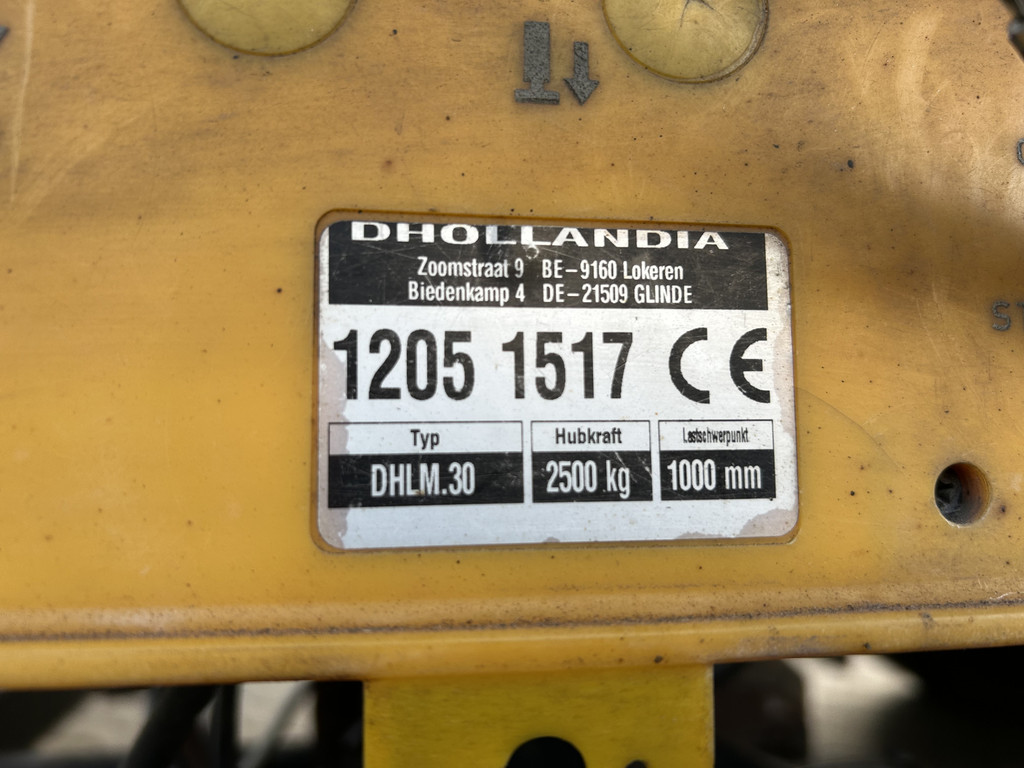 DHOLLANDIA
Zoomstraat 9 BE-9160 Lokeren
Biedenkamp 4 DE-21509 GLINDE
1205 1517 CE
Typ Hubkraft Lastschwerpunkt
DHLM.30 2500 kg 1000 mm